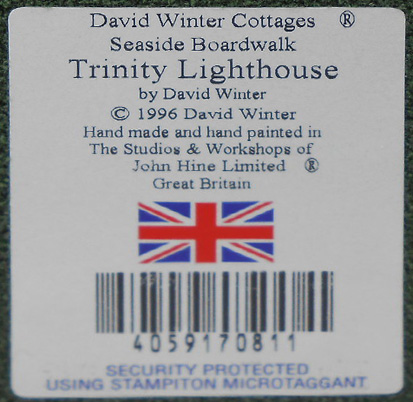 David Winter Cottages ®
Seaside Boardwalk
Trinity Lighthouse
by David Winter
© 1996 David Winter
Hand made and hand painted in
The Studios & Workshops of
John Hine Limited ®
Great Britain
4059170811
SECURITY PROTECTED
USING STAMPITON MICROTAGGANT